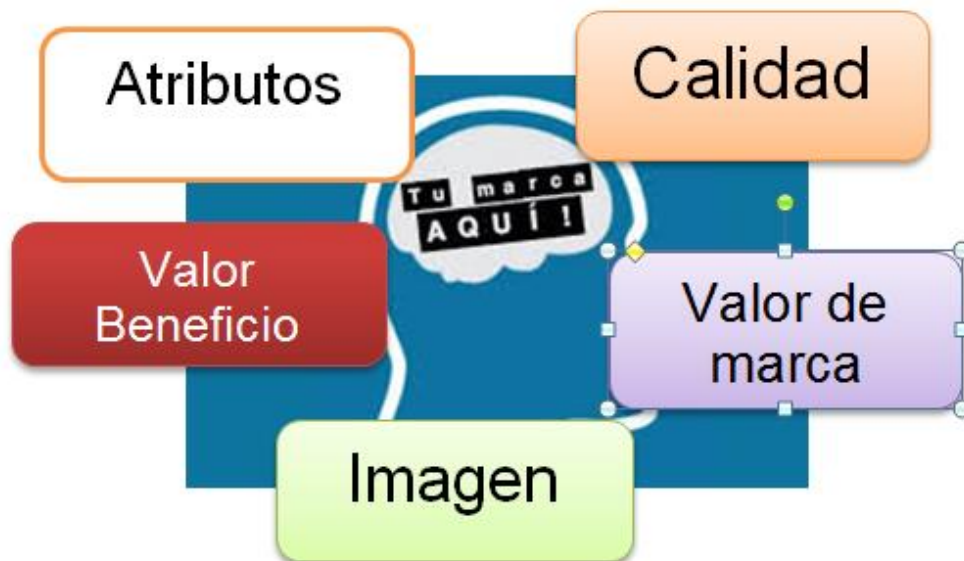 Atributos
Calidad
Tu marca
AQUÍ!
Valor
Beneficio
Valor de
marca
Imagen